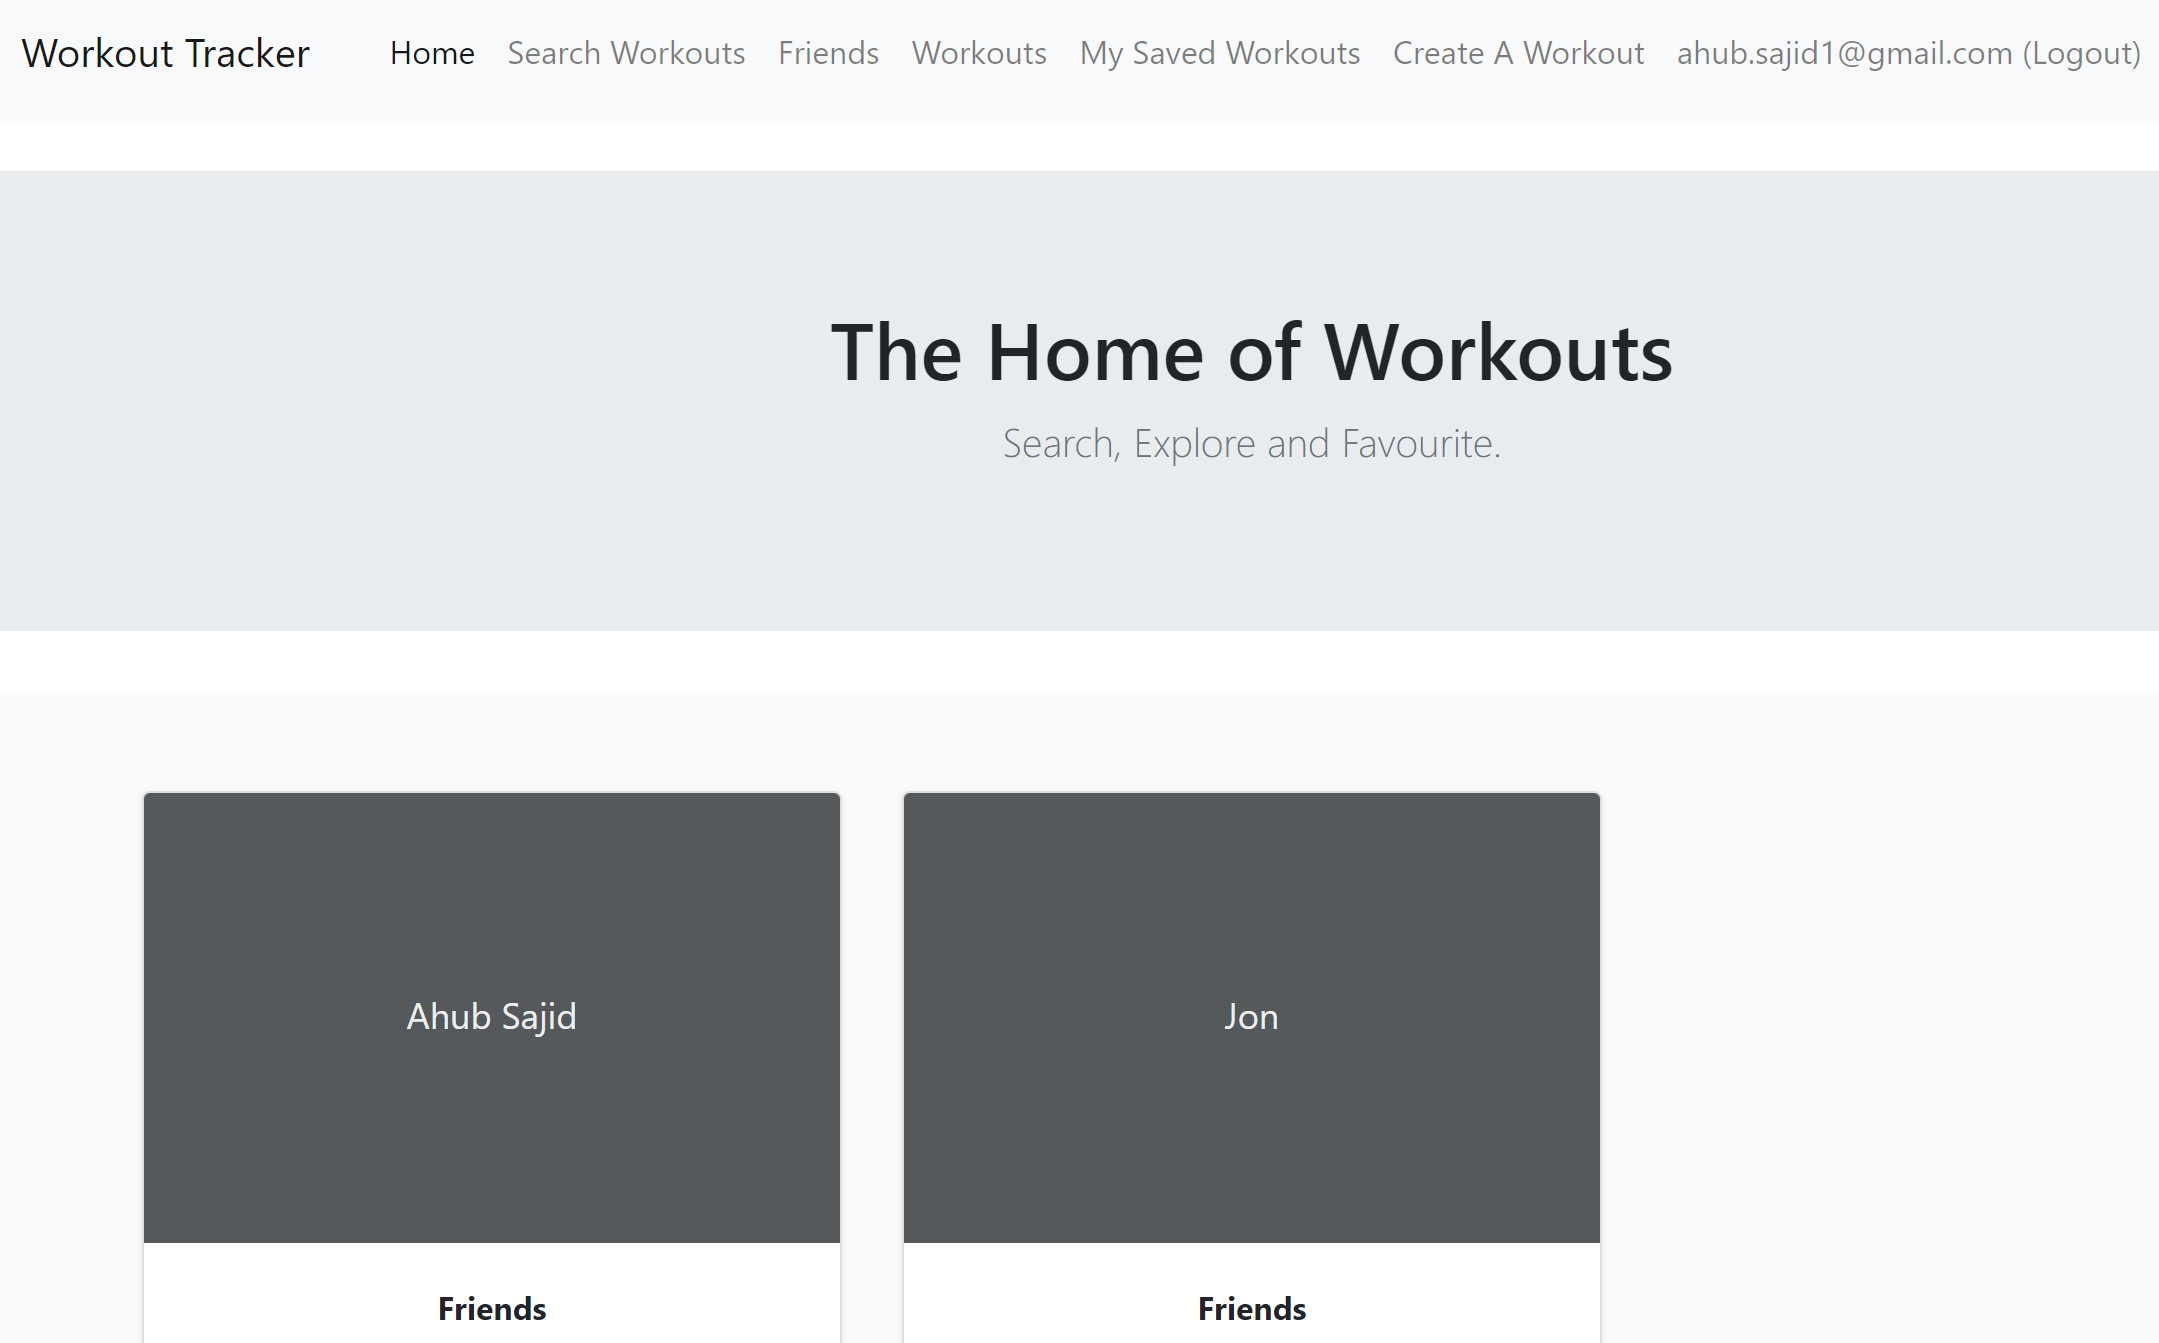 Workout Tracker Home Search Workouts Friends Workouts My Saved Workouts Create A Workout ahub.sajid1@gmail.com (Logout)
The Home of Workouts
Search, Explore and Favourite.
Ahub Sajid
Jon
Friends
Friends